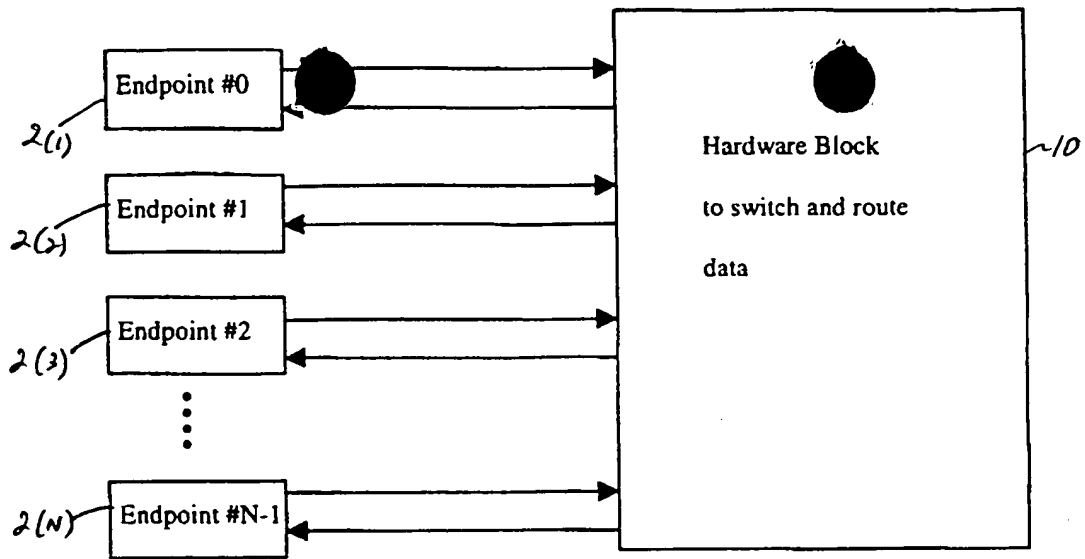 Endpoint #0
2(1)
Endpoint #1
2(2)
Endpoint #2
2(3)
Endpoint #N-1
2(N)
Hardware Block
to switch and route
data
10